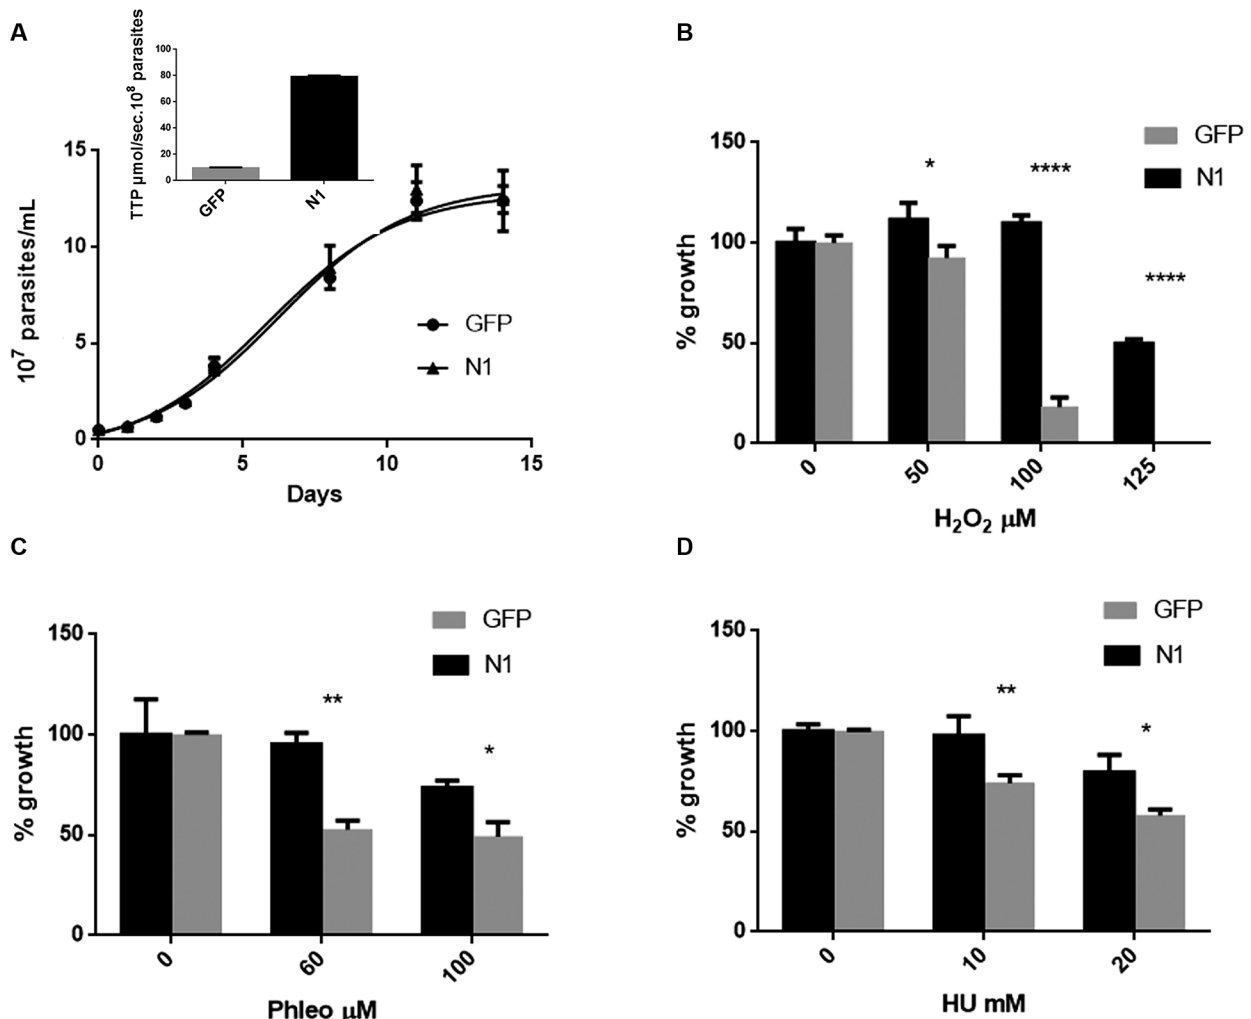 A
TTP µmol/sec.10⁸ parasites
100
80
60
40
20
0
GFP
N1
10⁷ parasites/mL
15
10
5
0
GFP
N1
0
5
10
15
Days
B
GFP
N1
% growth
150
100
50
0
*
****
****
0
50
100
125
H₂O₂ µM
C
GFP
N1
% growth
150
100
50
0
**
*
0
60
100
Phleo µM
D
GFP
N1
% growth
150
100
50
0
**
*
0
10
20
HU mM